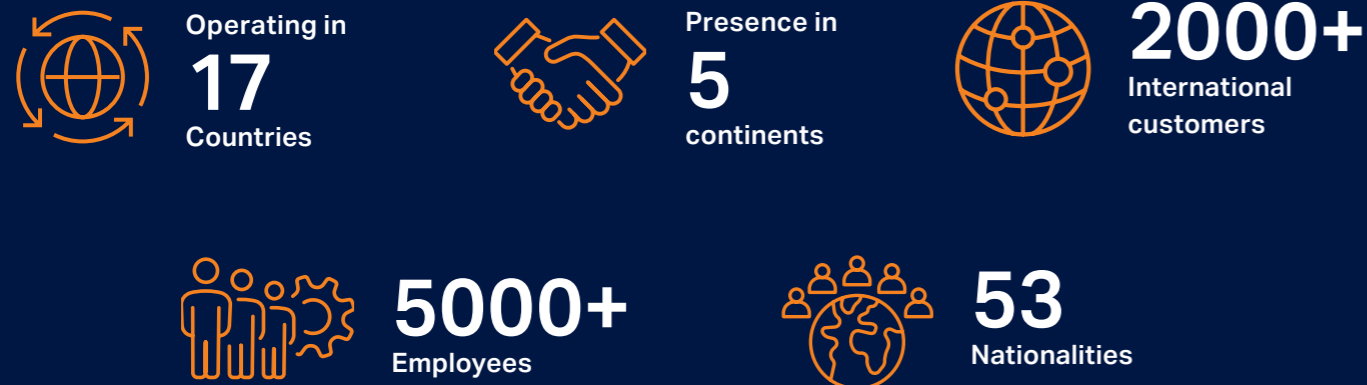 Operating in
17
Countries
Presence in
5
continents
2000+
International
customers
5000+
Employees
53
Nationalities